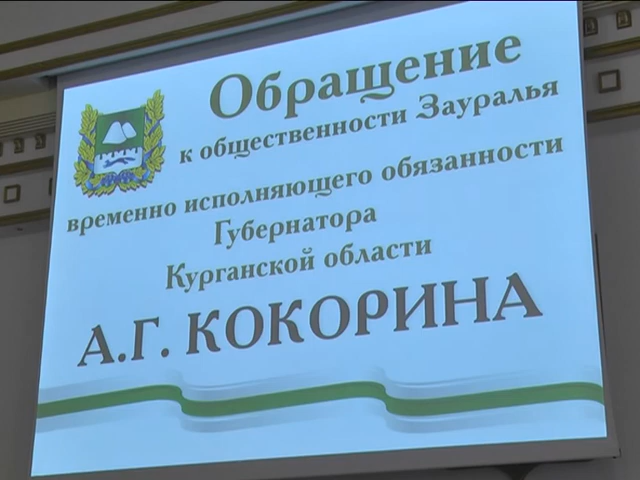 Обращение
к общественности Зауралья
временно исполняющего обязанности
Губернатора
Курганской области
А.Г. КОКОРИНА